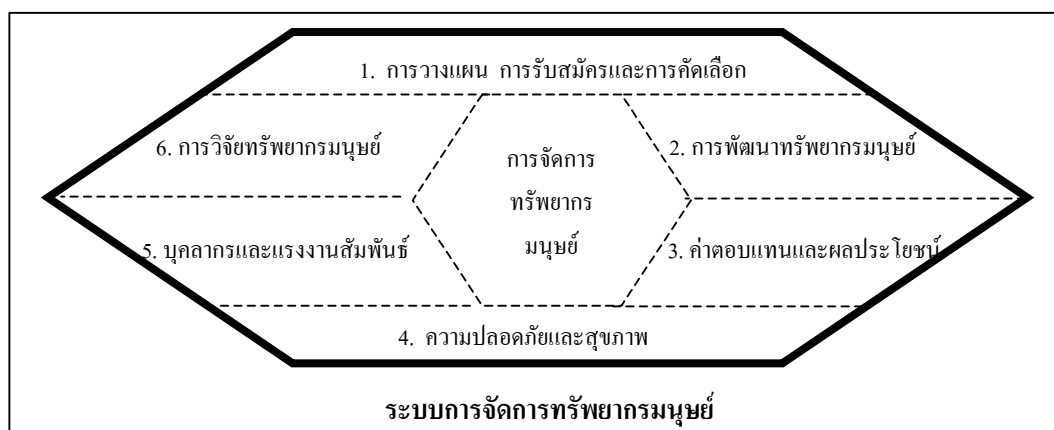 1. การวางแผน การรับสมัครและการคัดเลือก
6. การวิจัยทรัพยากรมนุษย์
การจัดการ
ทรัพยากร
มนุษย์
2. การพัฒนาทรัพยากรมนุษย์
5. บุคลากรและแรงงานสัมพันธ์
3. ค่าตอบแทนและผลประโยชน์
4. ความปลอดภัยและสุขภาพ
ระบบการจัดการทรัพยากรมนุษย์